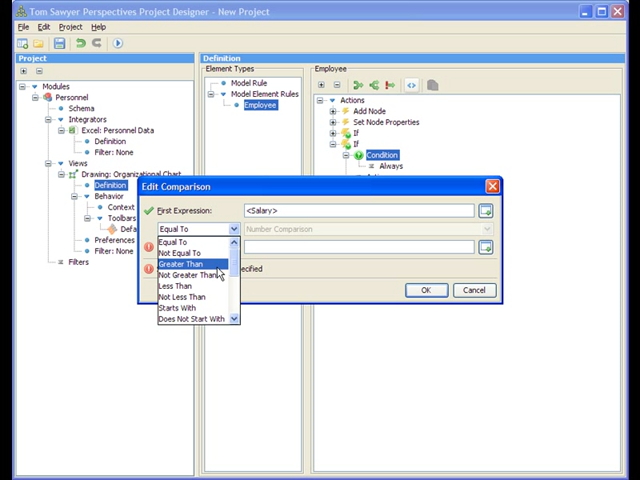 Tom Sawyer Perspectives Project Designer - New Project
File Edit Project Help
Project
Definition
Modules
Personnel
Schema
Integrators
Excel: Personnel Data
Definition
Filter: None
Views
Drawing: Organizational Chart
Definition
Behavior
Context
Toolbars
Defa
Preferences
Filter: None
Filters
Element Types
Model Rule
Model Element Rules
Employee
Employee
Actions
Add Node
Set Node Properties
If
If
Condition
Always
Edit Comparison
First Expression:
<Salary>
Equal To
Number Comparison
Equal To
Not Equal To
Greater Than
Not Greater Than
Less Than
Not Less Than
Starts With
Does Not Start With
ecified
OK
Cancel